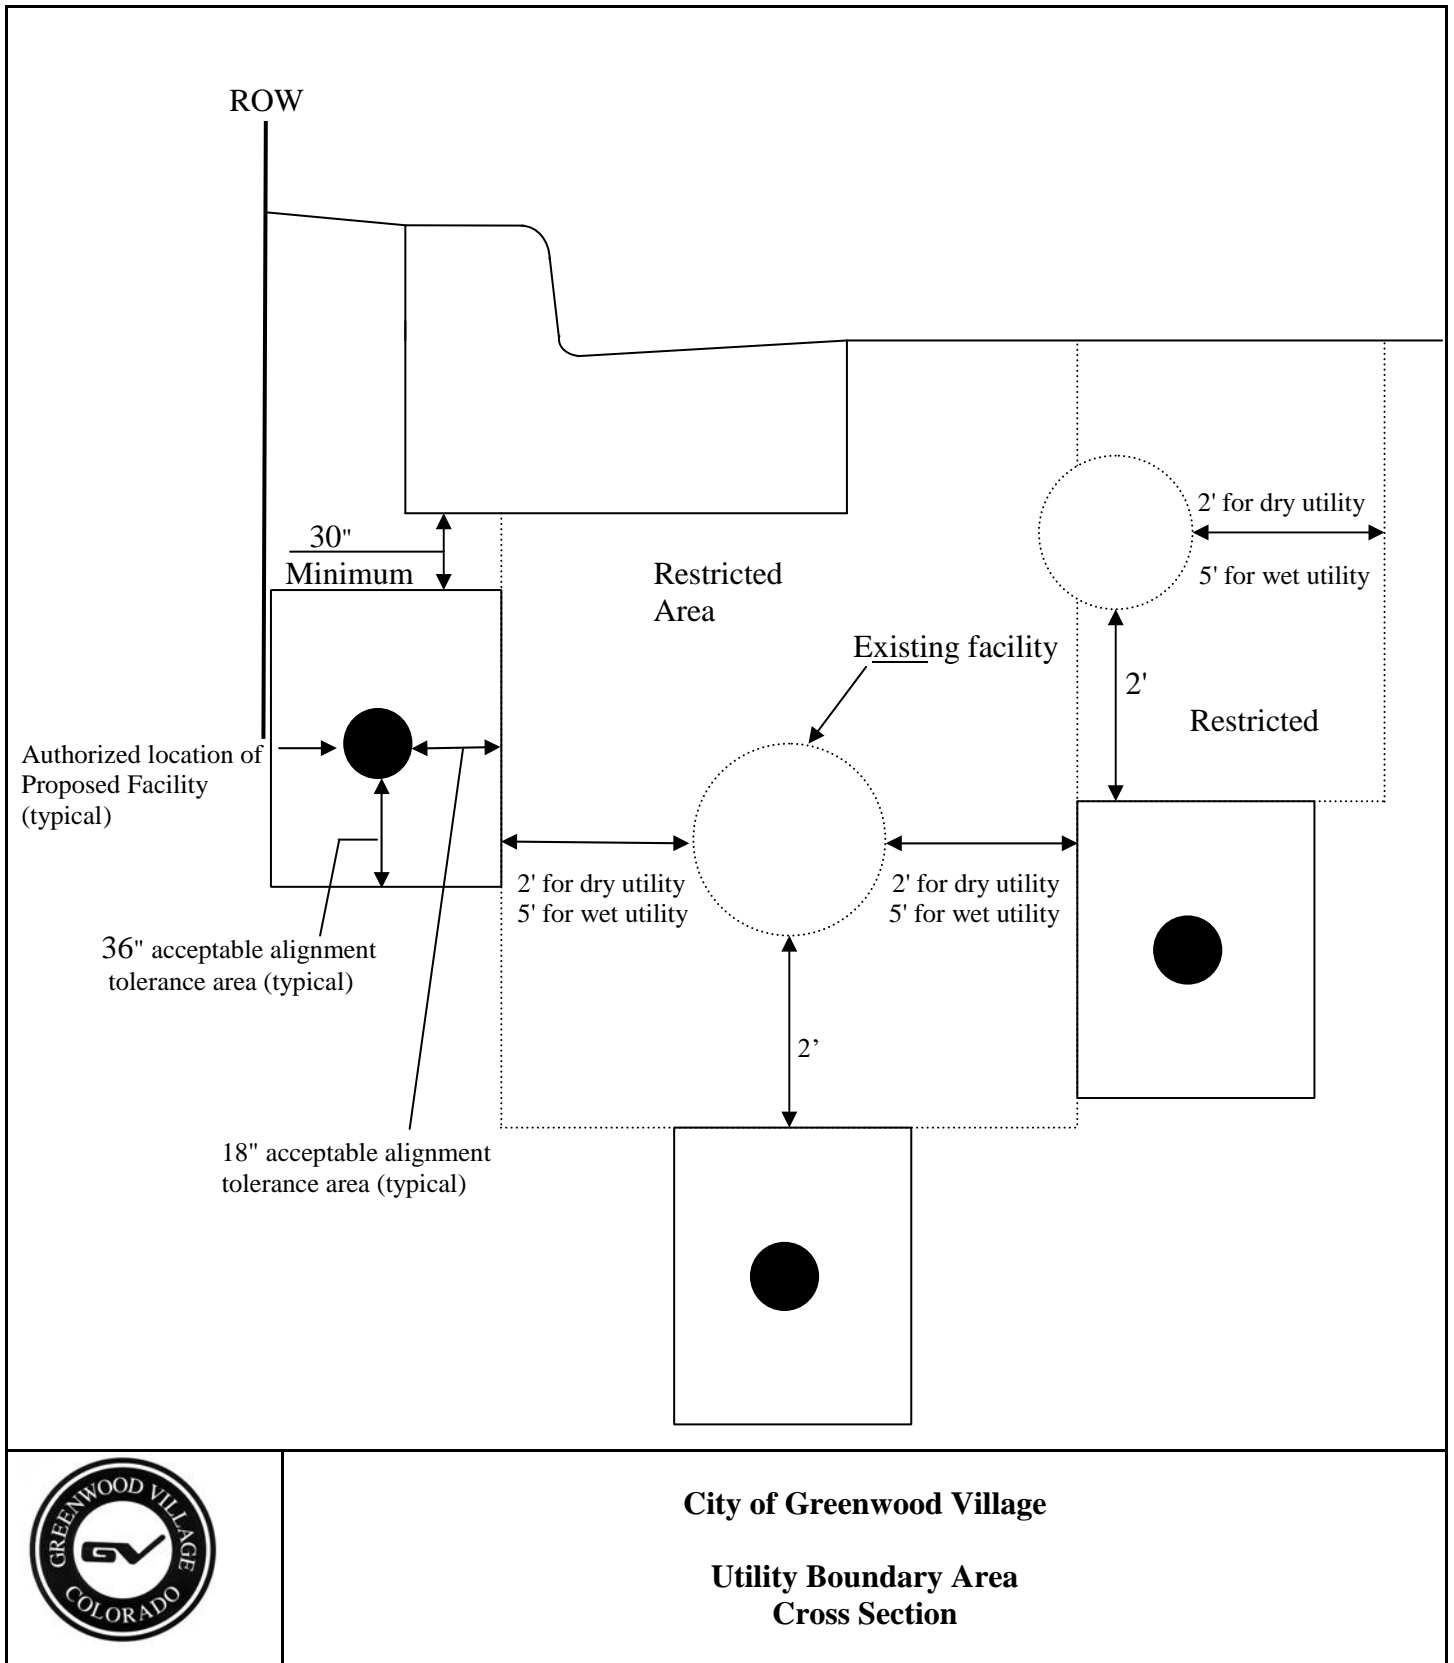 ROW
30"
Minimum
Restricted
Area
2' for dry utility
5' for wet utility
Existing facility
2'
Restricted
Authorized location of
Proposed Facility
(typical)
2' for dry utility
5' for wet utility
2' for dry utility
5' for wet utility
36" acceptable alignment
tolerance area (typical)
2’
18" acceptable alignment
tolerance area (typical)
GREENWOOD VILLAGE
GV
COLORADO
City of Greenwood Village
Utility Boundary Area
Cross Section